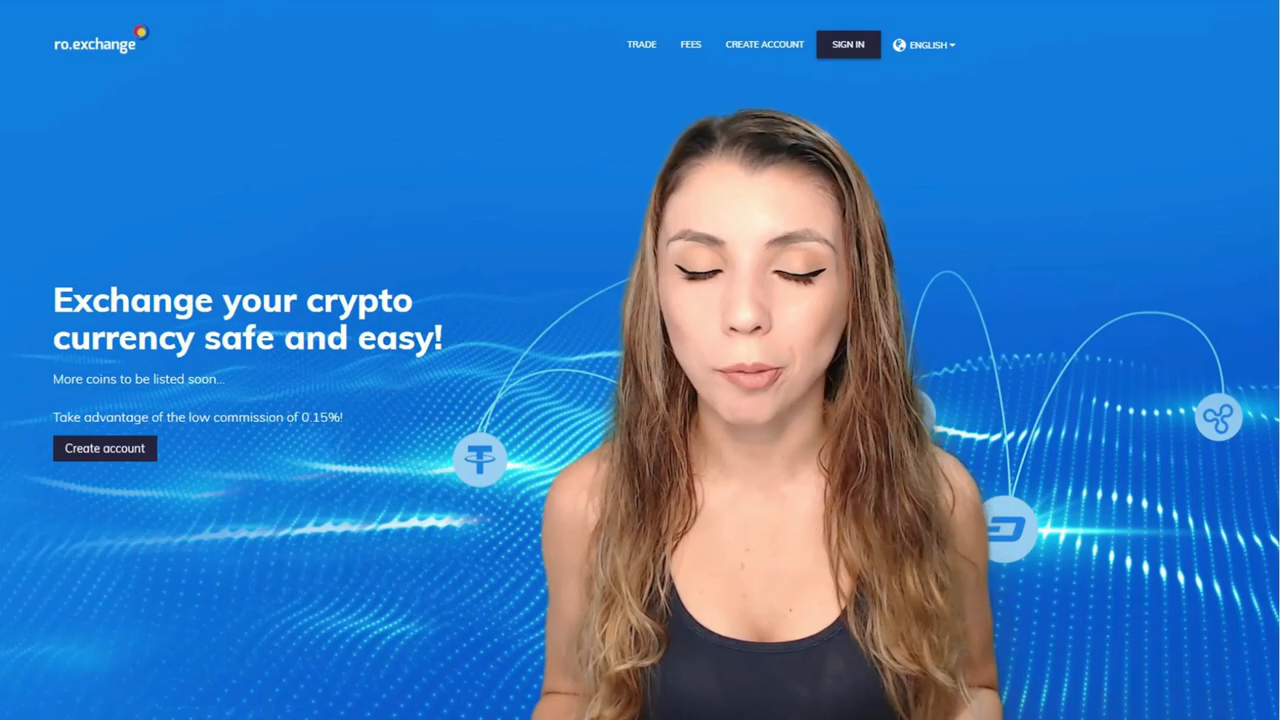 ro.exchange
TRADE
FEES
CREATE ACCOUNT
SIGN IN
ENGLISH
Exchange your crypto
currency safe and easy!
More coins to be listed soon...
Take advantage of the low commission of 0.15%!
Create account